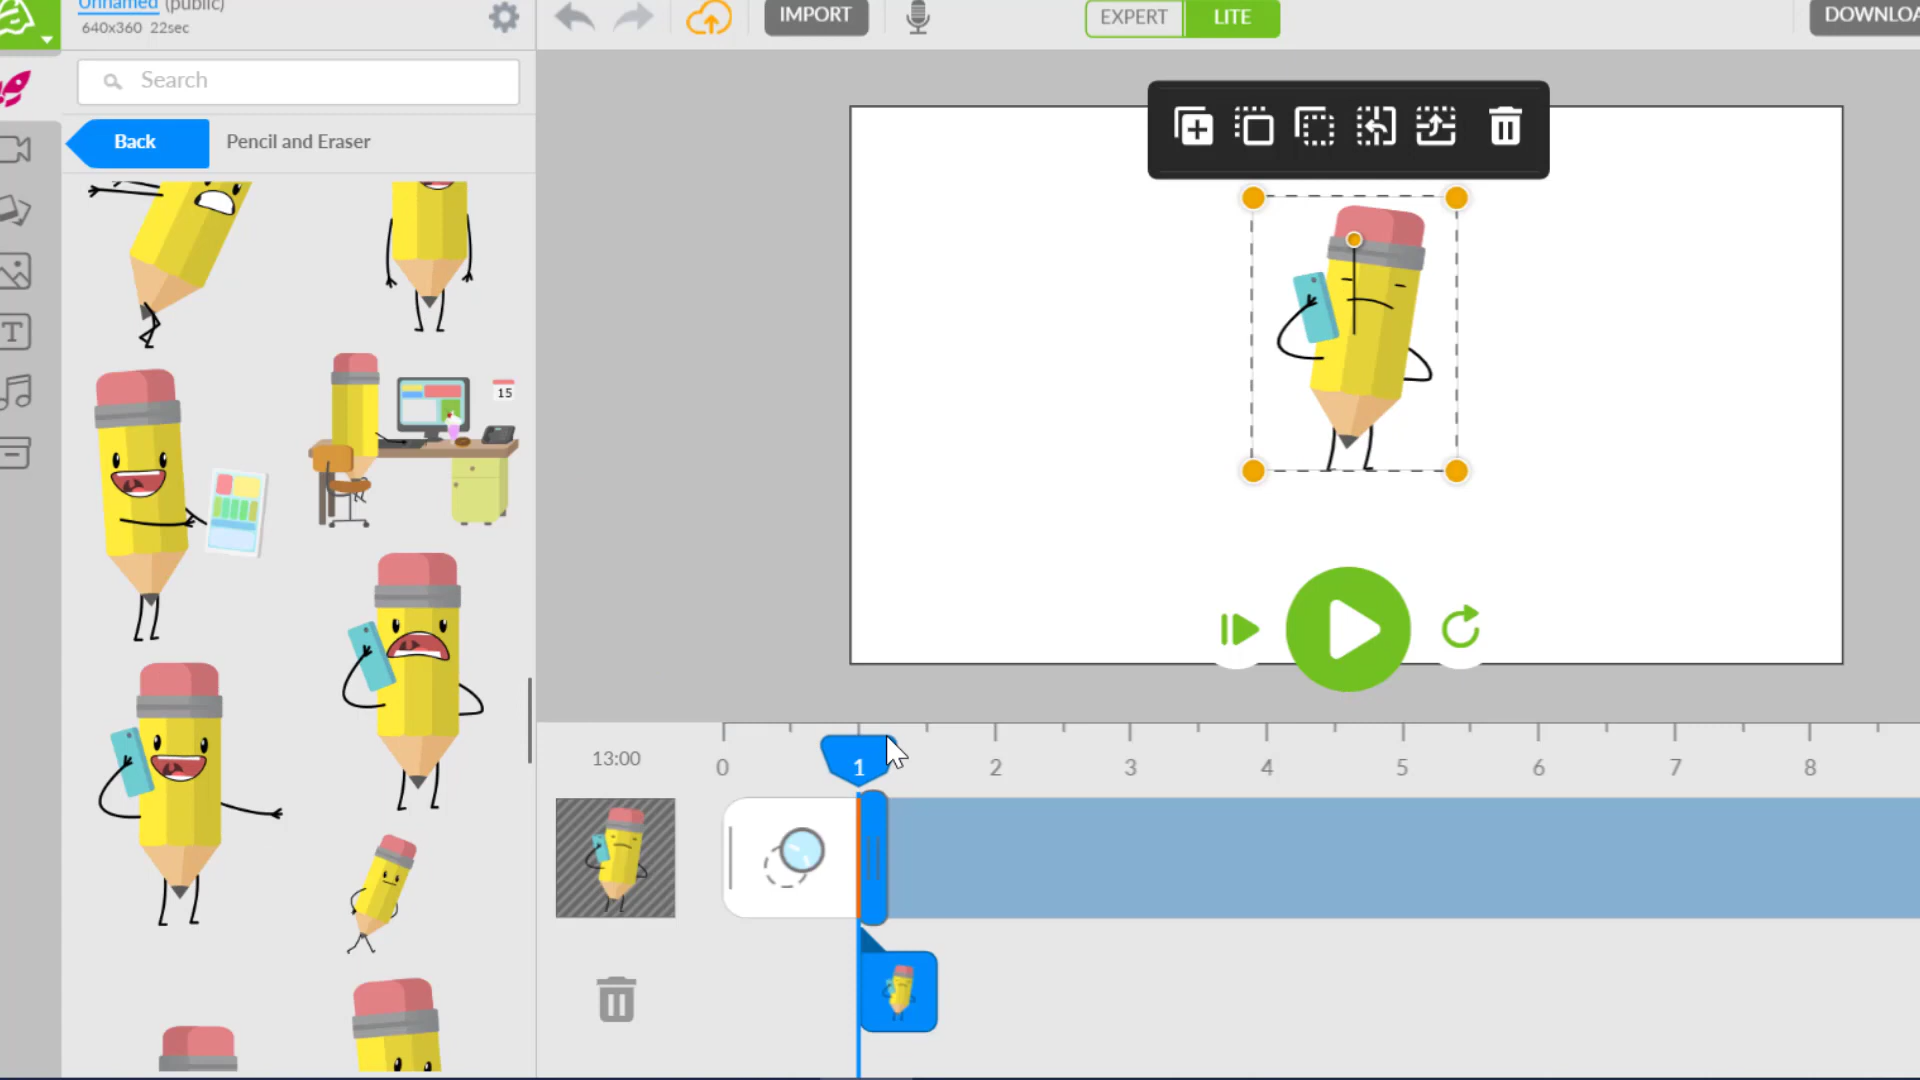 Unnamed (public)
640x360 22sec
IMPORT
EXPERT
LITE
DOWNLOA
Search
Back
Pencil and Eraser
15
13:00
0
1
2
3
4
5
6
7
8